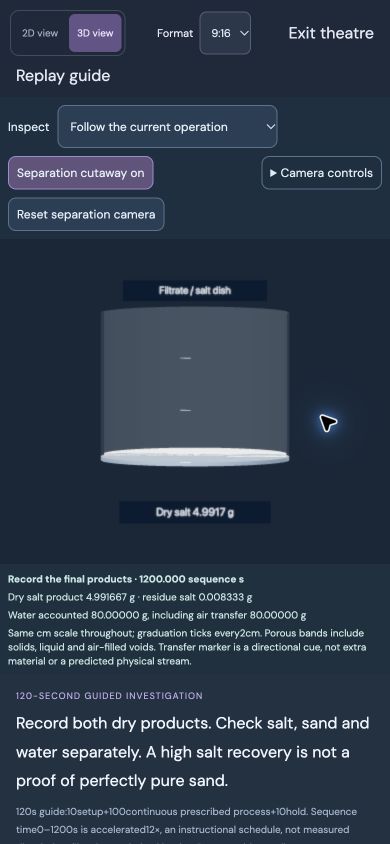 2D view 3D view Format 9:16 Exit theatre
Replay guide
Inspect Follow the current operation
Separation cutaway on Camera controls
Reset separation camera
Filtrate / salt dish
Dry salt 4.9917 g
Record the final products · 1200.000 sequence s
Dry salt product 4.991667 g · residue salt 0.008333 g
Water accounted 80.00000 g, including air transfer 80.00000 g
Same cm scale throughout; graduation ticks every2cm. Porous bands include
solids, liquid and air-filled voids. Transfer marker is a directional cue, not extra
material or a predicted physical stream.
120-SECOND GUIDED INVESTIGATION
Record both dry products. Check salt, sand and
water separately. A high salt recovery is not a
proof of perfectly pure sand.
120s guide:10setup+100continuous prescribed process+10hold. Sequence
time0–1200s is accelerated12×, an instructional schedule, not measured